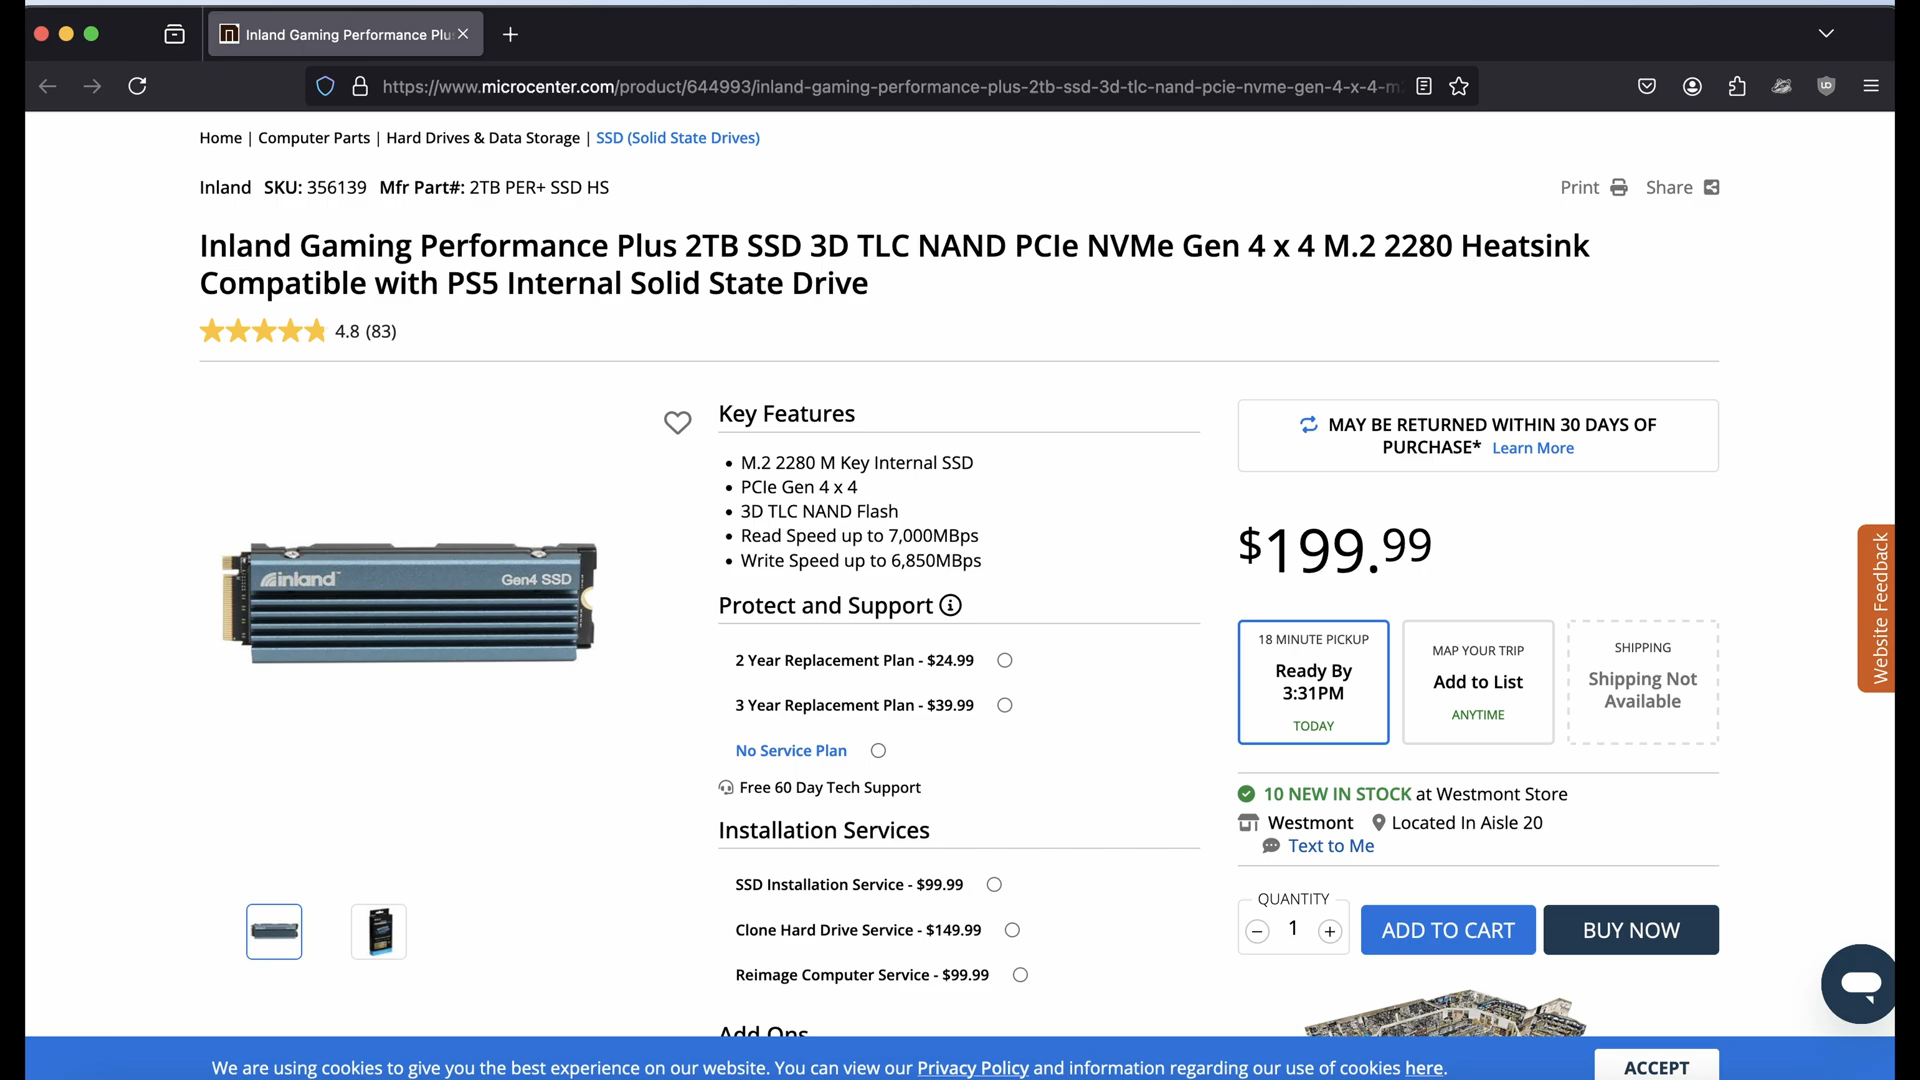 Inland Gaming Performance Plu
https://www.microcenter.com/product/644993/inland-gaming-performance-plus-2tb-ssd-3d-tlc-nand-pcie-nvme-gen-4-x-4-m
Home | Computer Parts | Hard Drives & Data Storage | SSD (Solid State Drives)
Inland SKU: 356139 Mfr Part#: 2TB PER+ SSD HS
Print Share
Inland Gaming Performance Plus 2TB SSD 3D TLC NAND PCIe NVMe Gen 4 x 4 M.2 2280 Heatsink
Compatible with PS5 Internal Solid State Drive
4.8 (83)
inland
Gen4 SSD
Key Features
M.2 2280 M Key Internal SSD
PCIe Gen 4 x 4
3D TLC NAND Flash
Read Speed up to 7,000MBps
Write Speed up to 6,850MBps
Protect and Support
2 Year Replacement Plan - $24.99
3 Year Replacement Plan - $39.99
No Service Plan
Free 60 Day Tech Support
Installation Services
SSD Installation Service - $99.99
Clone Hard Drive Service - $149.99
Reimage Computer Service - $99.99
Add Ons
MAY BE RETURNED WITHIN 30 DAYS OF
PURCHASE* Learn More
$199.99
18 MINUTE PICKUP
Ready By
3:31PM
TODAY
MAP YOUR TRIP
Add to List
ANYTIME
SHIPPING
Shipping Not
Available
10 NEW IN STOCK at Westmont Store
Westmont Located In Aisle 20
Text to Me
QUANTITY
1
ADD TO CART
BUY NOW
Website Feedback
We are using cookies to give you the best experience on our website. You can view our Privacy Policy and information regarding our use of cookies here.
ACCEPT